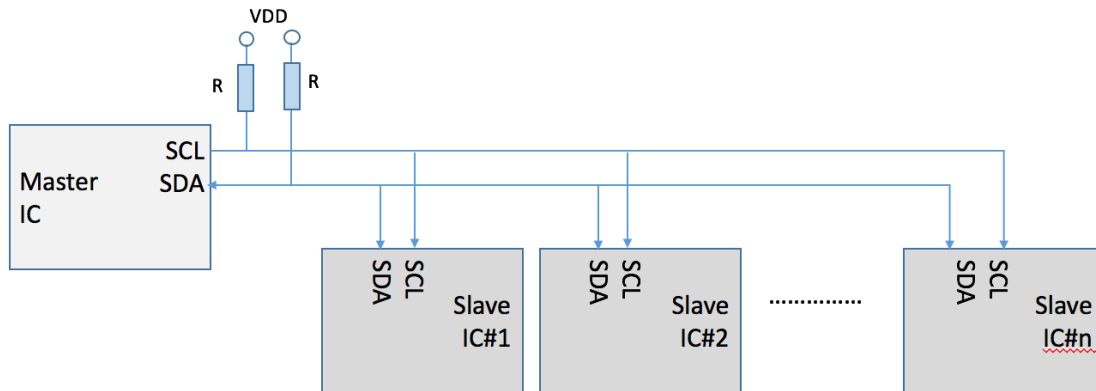 VDD
R
R
SCL
Master
SDA
IC
SDA
SCL
Slave
IC#1
SDA
SCL
Slave
IC#2
...............
SDA
SCL
Slave
IC#n